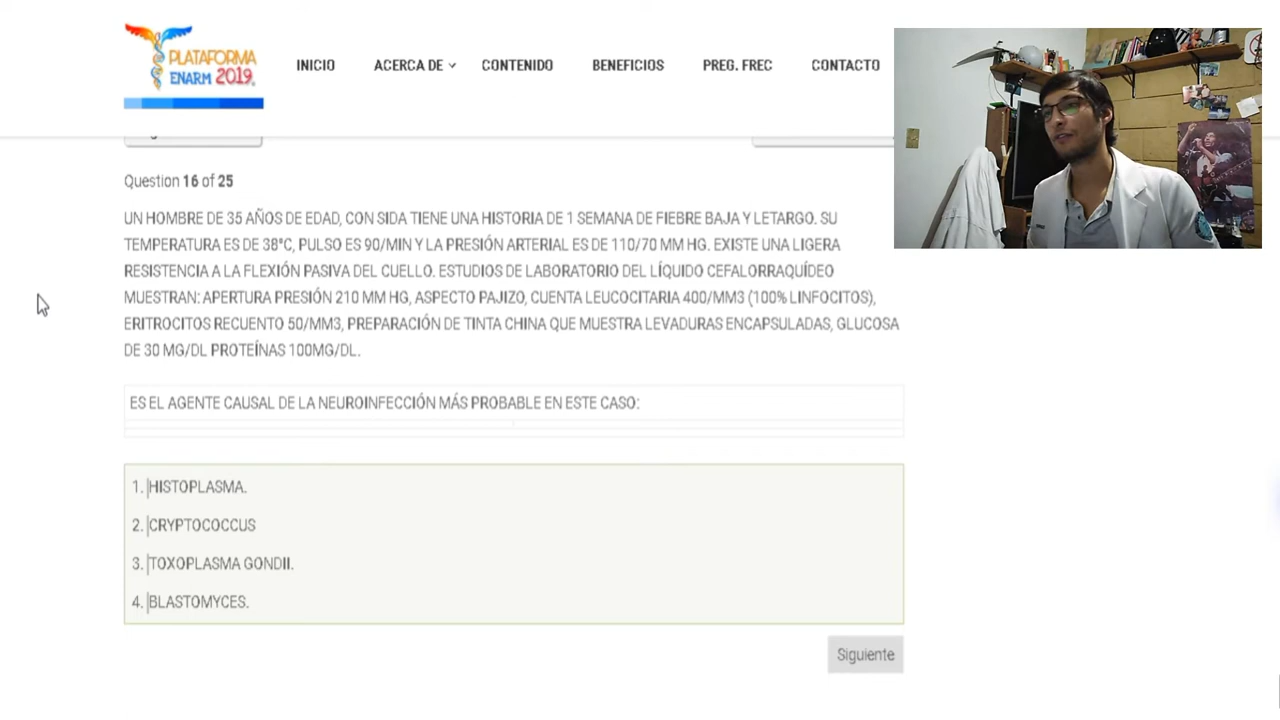 PLATAFORMA
ENARM 2019
INICIO
ACERCA DE
CONTENIDO
BENEFICIOS
PREG. FREC
CONTACTO
Question 16 of 25
UN HOMBRE DE 35 AÑOS DE EDAD, CON SIDA TIENE UNA HISTORIA DE 1 SEMANA DE FIEBRE BAJA Y LETARGO. SU
TEMPERATURA ES DE 38°C, PULSO ES 90/MIN Y LA PRESIÓN ARTERIAL ES DE 110/70 MM HG. EXISTE UNA LIGERA
RESISTENCIA A LA FLEXIÓN PASIVA DEL CUELLO. ESTUDIOS DE LABORATORIO DEL LÍQUIDO CEFALORRAQUÍDEO
MUESTRAN: APERTURA PRESIÓN 210 MM HG, ASPECTO PAJIZO, CUENTA LEUCOCITARIA 400/MM3 (100% LINFOCITOS),
ERITROCITOS RECUENTO 50/MM3, PREPARACIÓN DE TINTA CHINA QUE MUESTRA LEVADURAS ENCAPSULADAS, GLUCOSA
DE 30 MG/DL PROTEÍNAS 100MG/DL.
ES EL AGENTE CAUSAL DE LA NEUROINFECCIÓN MÁS PROBABLE EN ESTE CASO:
1. HISTOPLASMA.
2. CRYPTOCOCCUS
3. TOXOPLASMA GONDII.
4. BLASTOMYCES.
Siguiente